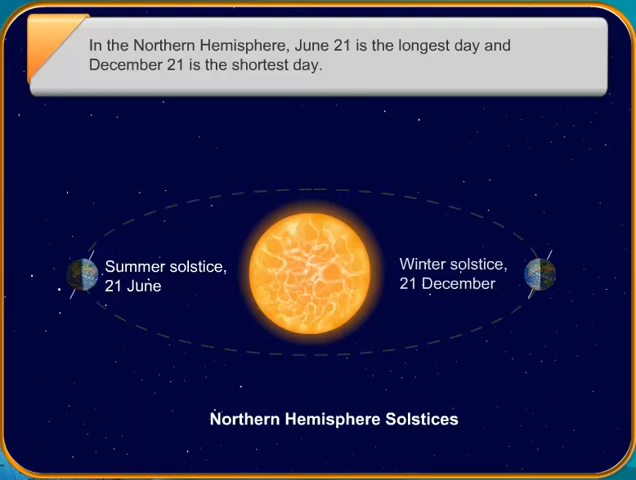 In the Northern Hemisphere, June 21 is the longest day and
December 21 is the shortest day.
Summer solstice,
21 June
Winter solstice,
21 December
Northern Hemisphere Solstices